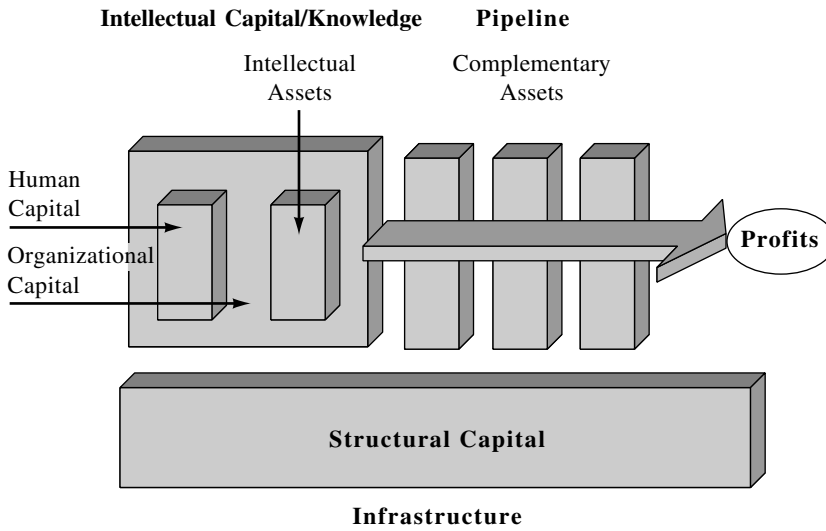 Intellectual Capital/Knowledge Pipeline
Intellectual
Assets
Complementary
Assets
Human
Capital
Organizational
Capital
Profits
Structural Capital
Infrastructure